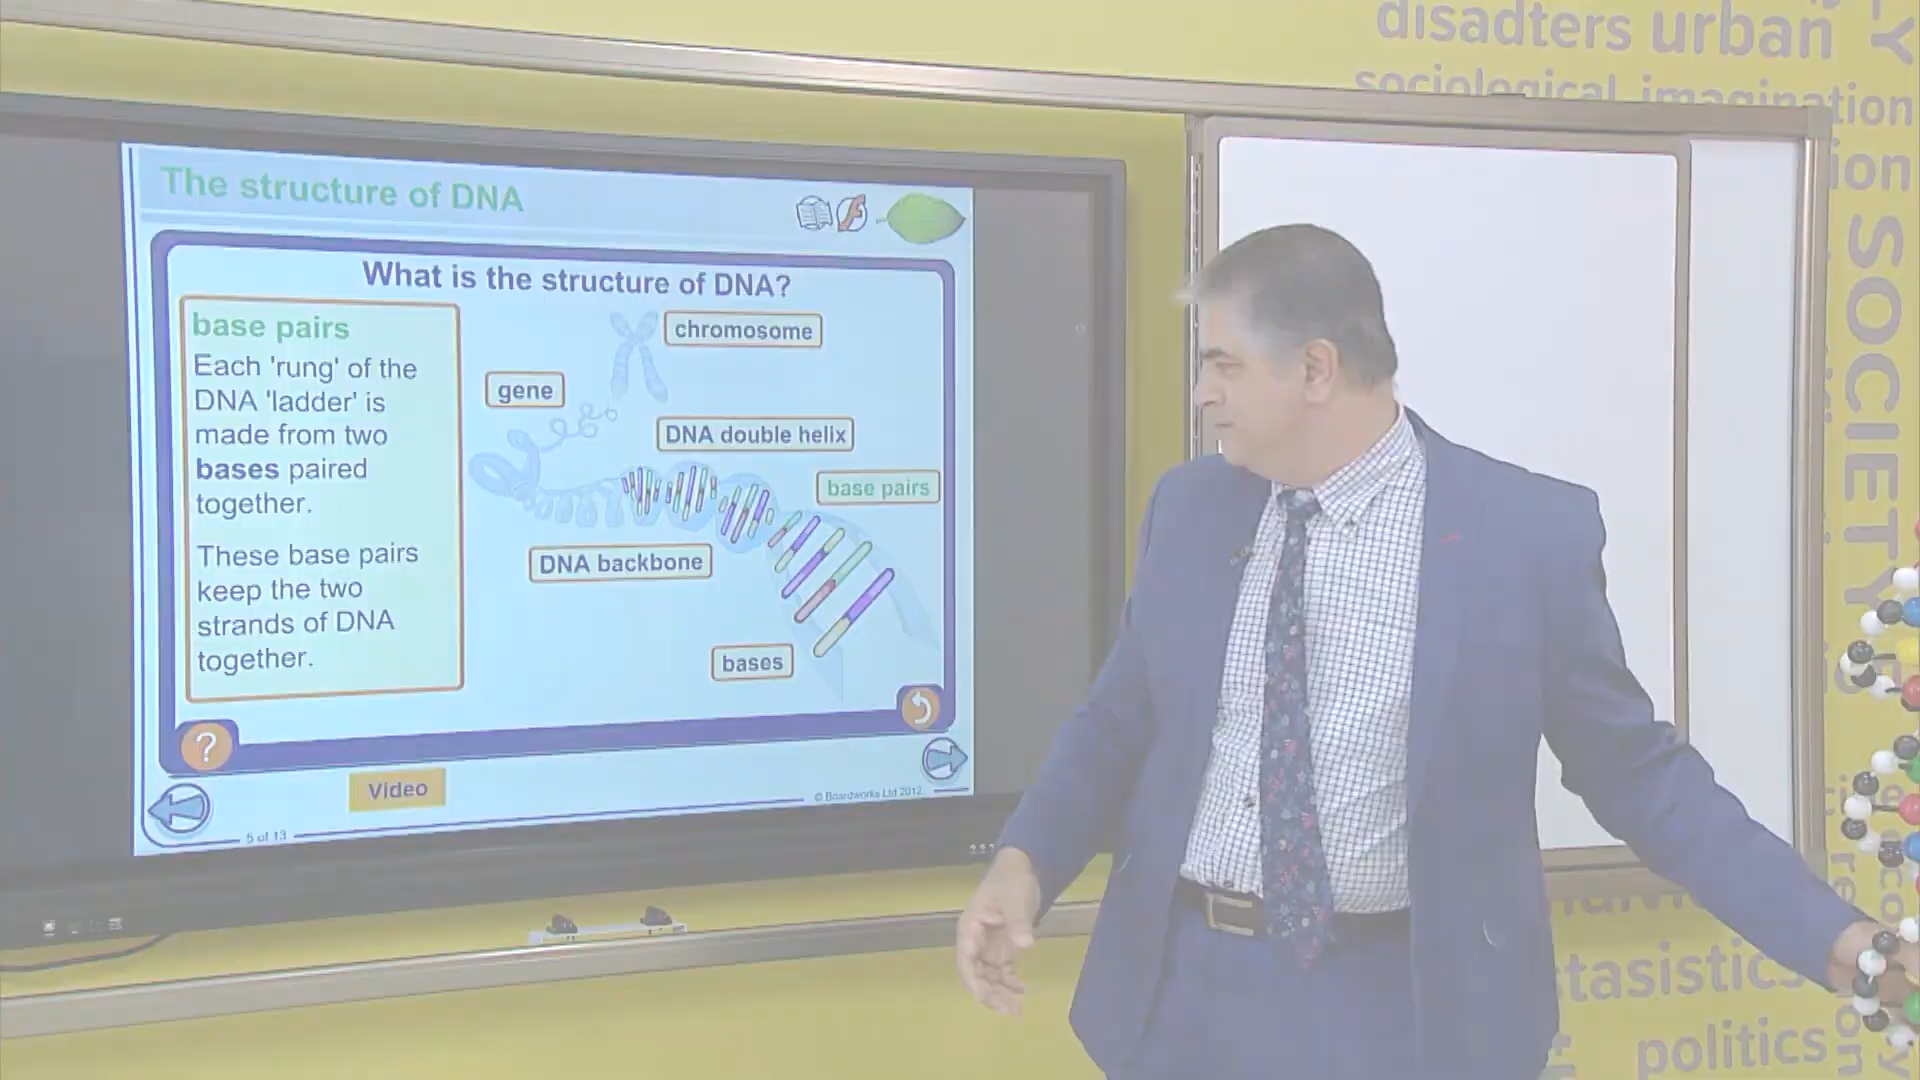 disadters urban
sociological imagination
ion
SOCIETY
The structure of DNA
What is the structure of DNA?
base pairs
Each 'rung' of the
DNA 'ladder' is
made from two
bases paired
together.
These base pairs
keep the two
strands of DNA
together.
chromosome
gene
DNA double helix
base pairs
DNA backbone
bases
?
Video
© Boardworks Ltd 2012
5 of 13
tasistics
politics